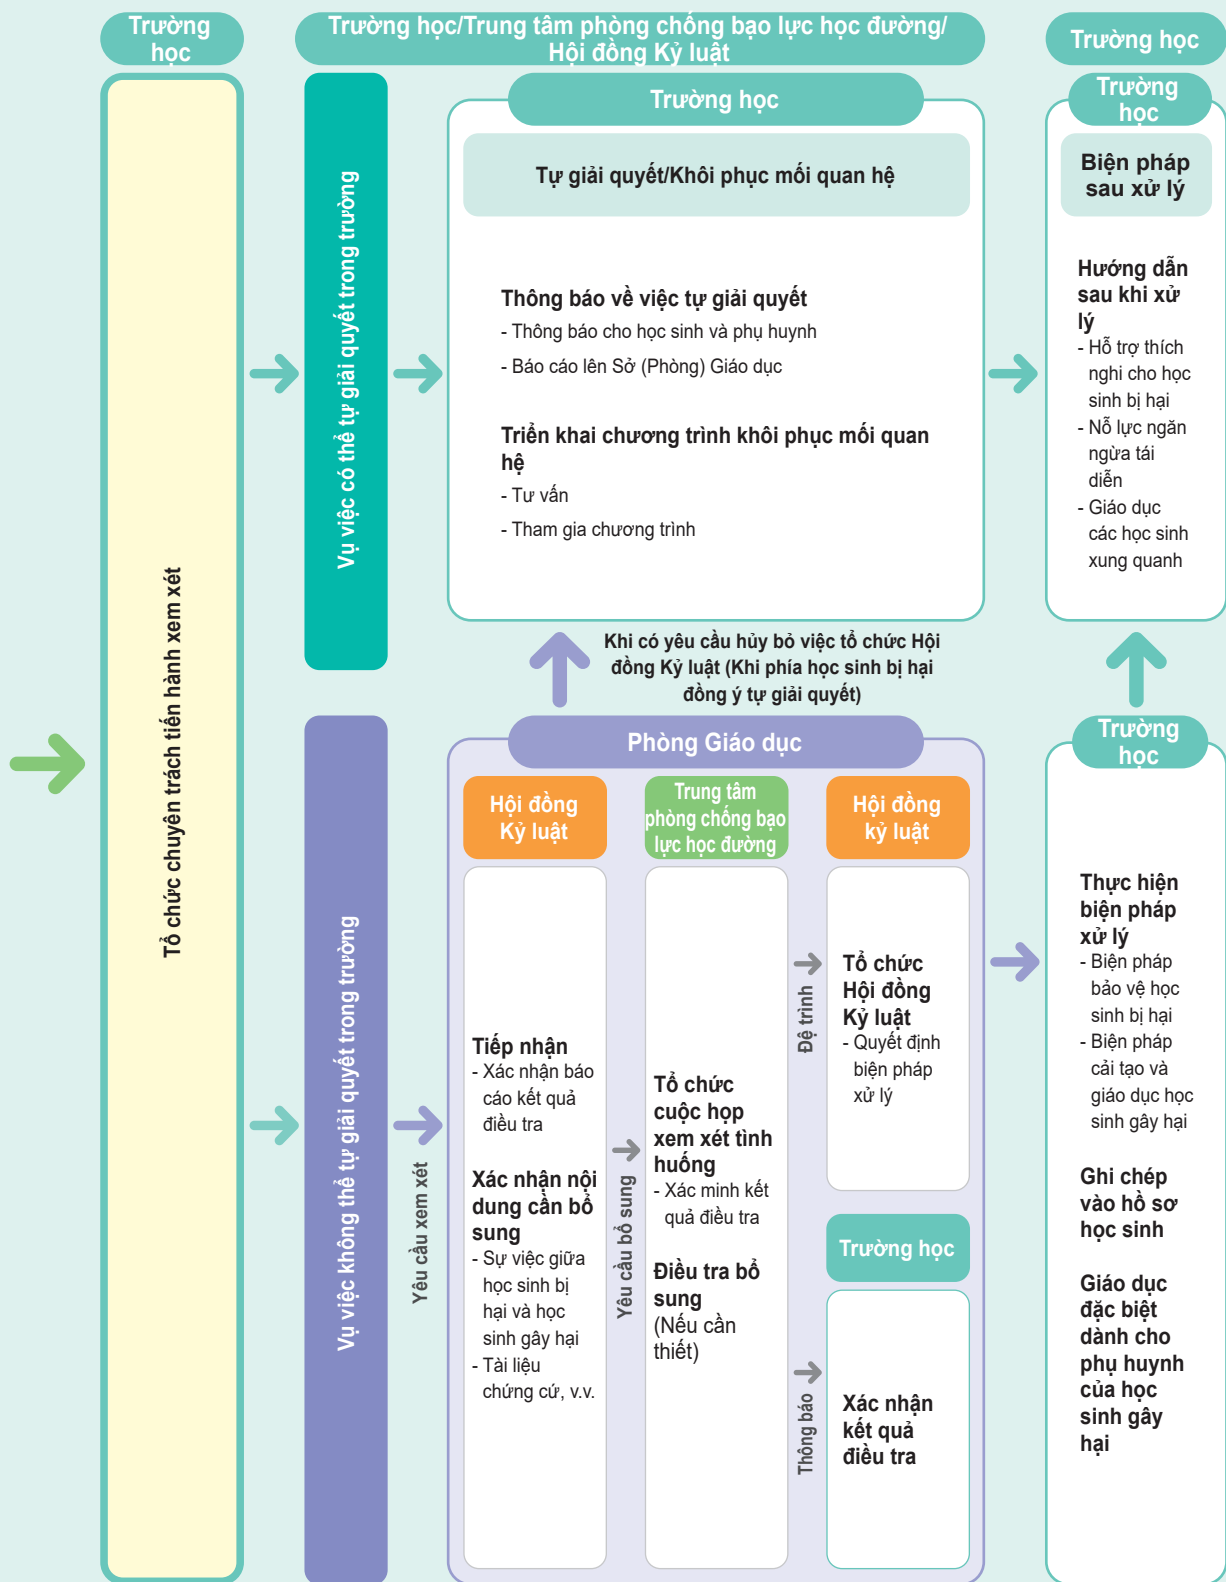 Trường
học
Tổ chức chuyên trách tiến hành xem xét
Trường học/Trung tâm phòng chống bạo lực học đường/
Hội đồng Kỷ luật
Vụ việc có thể tự giải quyết trong trường
Trường học
Tự giải quyết/Khôi phục mối quan hệ
Thông báo về việc tự giải quyết
- Thông báo cho học sinh và phụ huynh
- Báo cáo lên Sở (Phòng) Giáo dục
Triển khai chương trình khôi phục mối quan
hệ
- Tư vấn
- Tham gia chương trình
Trường học
Trường
học
Biện pháp
sau xử lý
Hướng dẫn
sau khi xử
lý
- Hỗ trợ thích
nghi cho học
sinh bị hại
- Nỗ lực ngăn
ngừa tái
diễn
- Giáo dục
các học sinh
xung quanh
Khi có yêu cầu hủy bỏ việc tổ chức Hội
đồng Kỷ luật (Khi phía học sinh bị hại
đồng ý tự giải quyết)
Vụ việc không thể tự giải quyết trong trường
Yêu cầu xem xét
Phòng Giáo dục
Hội đồng
Kỷ luật
Tiếp nhận
- Xác nhận báo
cáo kết quả
điều tra
Xác nhận nội
dung cần bổ
sung
- Sự việc giữa
học sinh bị
hại và học
sinh gây hại
- Tài liệu
chứng cứ, v.v.
Yêu cầu bổ sung
Trung tâm
phòng chống bạo
lực học đường
Tổ chức
cuộc họp
xem xét tình
huống
- Xác minh kết
quả điều tra
Điều tra bổ
sung
(Nếu cần
thiết)
Đệ trình
Hội đồng
kỷ luật
Tổ chức
Hội đồng
Kỷ luật
- Quyết định
biện pháp
xử lý
Thông báo
Trường học
Xác nhận
kết quả
điều tra
Trường
học
Thực hiện
biện pháp
xử lý
- Biện pháp
bảo vệ học
sinh bị hại
- Biện pháp
cải tạo và
giáo dục học
sinh gây hại
Ghi chép
vào hồ sơ
học sinh
Giáo dục
đặc biệt
dành cho
phụ huynh
của học
sinh gây
hại